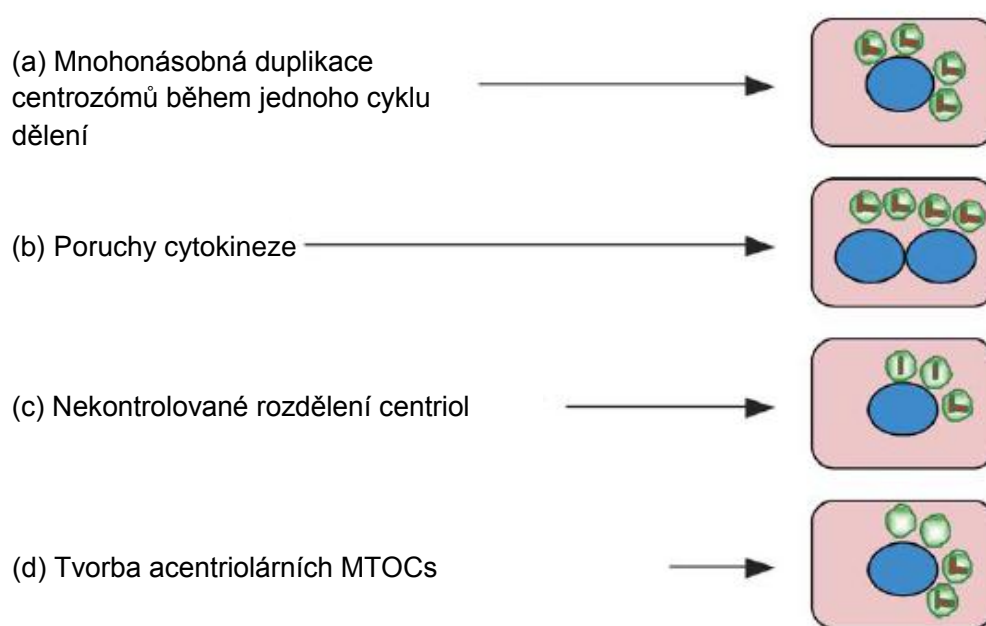 (a) Mnohonásobná duplikace
centrozómů během jednoho cyklu
dělení
(b) Poruchy cytokineze
(c) Nekontrolované rozdělení centriol
(d) Tvorba acentriolárních MTOCs